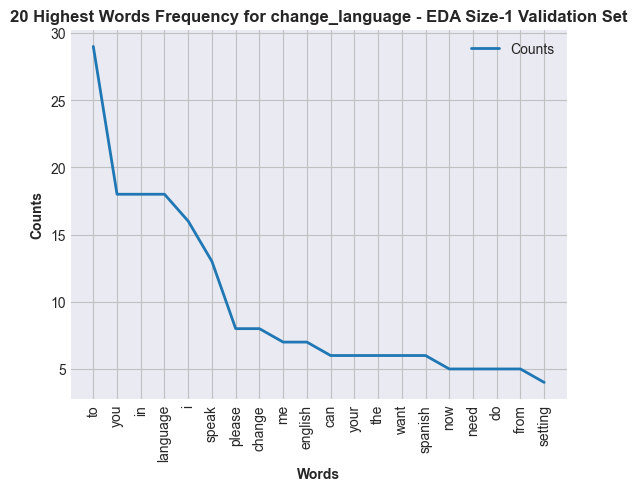 20 Highest Words Frequency for change_language - EDA Size-1 Validation Set
Counts
30
25
20
15
10
5
Counts
to
you
in
language
i
speak
please
change
me
english
can
your
the
want
spanish
now
need
do
from
setting
Words